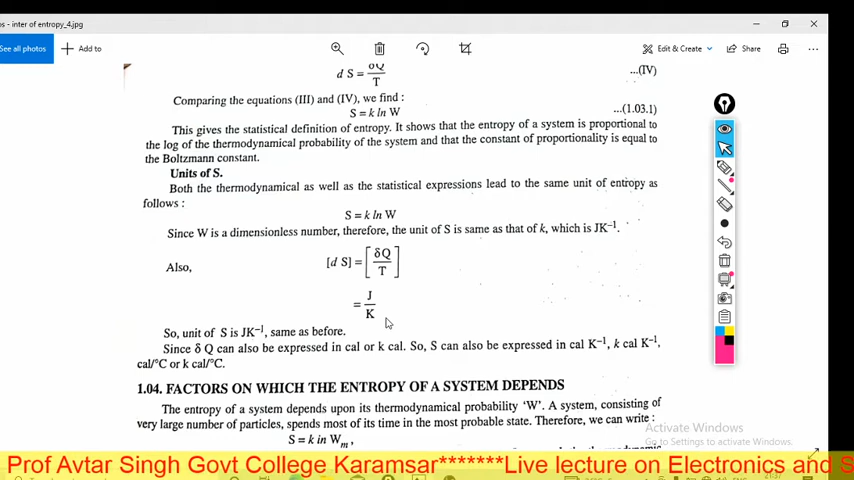 os - inter of entropy_4.jpg
See all photos
Add to
Edit & Create
Share
d S = δQ / T ...(IV)
Comparing the equations (III) and (IV), we find :
S = k ln W ...(1.03.1)
This gives the statistical definition of entropy. It shows that the entropy of a system is proportional to
the log of the thermodynamical probability of the system and that the constant of proportionality is equal to
the Boltzmann constant.
Units of S.
Both the thermodynamical as well as the statistical expressions lead to the same unit of entropy as
follows :
S = k ln W
Since W is a dimensionless number, therefore, the unit of S is same as that of k, which is JK⁻¹.
Also, [d S] = [δQ / T]
= J / K
So, unit of S is JK⁻¹, same as before.
Since δ Q can also be expressed in cal or k cal. So, S can also be expressed in cal K⁻¹, k cal K⁻¹,
cal/°C or k cal/°C.
1.04. FACTORS ON WHICH THE ENTROPY OF A SYSTEM DEPENDS
The entropy of a system depends upon its thermodynamical probability 'W'. A system, consisting of
very large number of particles, spends most of its time in the most probable state. Therefore, we can write :
S = k in Wₘ,
Activate Windows
Go to Settings to activate Windows.
Prof Avtar Singh Govt College Karamsar*******Live lecture on Electronics and S